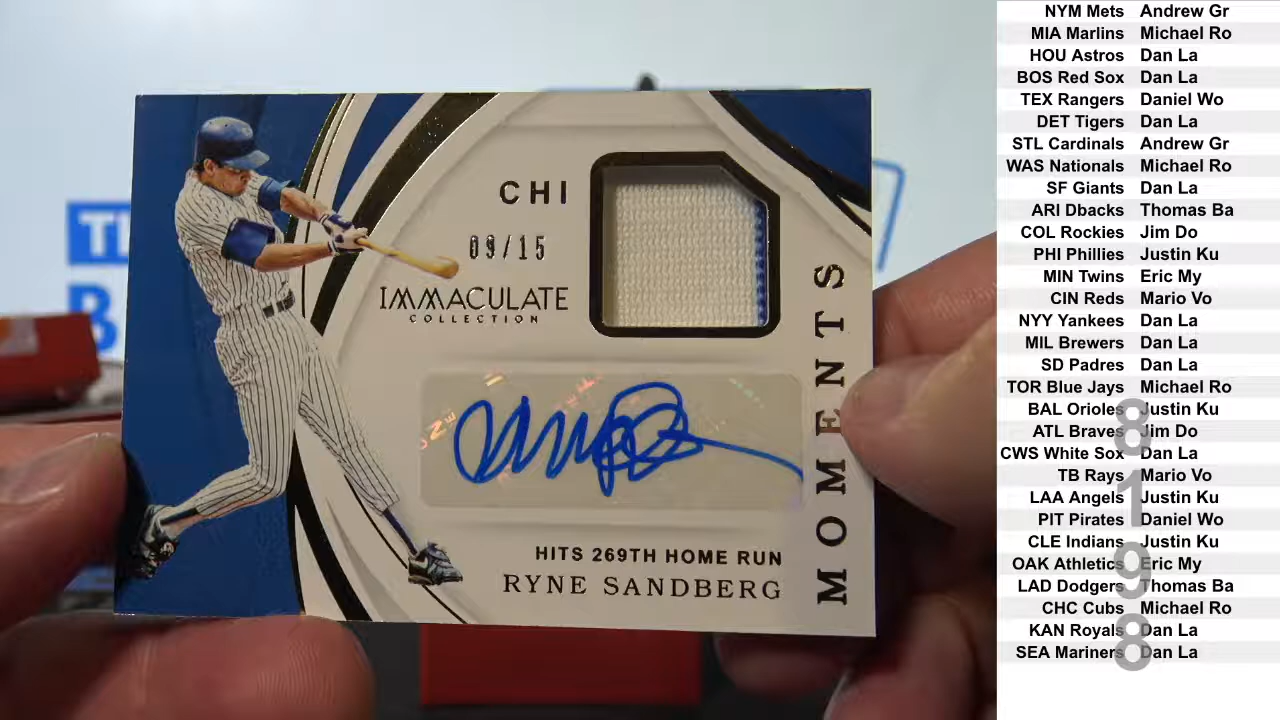 CHI
09/15
IMMACULATE
COLLECTION
MOMENTS
HITS 269TH HOME RUN
RYNE SANDBERG
NYM Mets Andrew Gr
MIA Marlins Michael Ro
HOU Astros Dan La
BOS Red Sox Dan La
TEX Rangers Daniel Wo
DET Tigers Dan La
STL Cardinals Andrew Gr
WAS Nationals Michael Ro
SF Giants Dan La
ARI Dbacks Thomas Ba
COL Rockies Jim Do
PHI Phillies Justin Ku
MIN Twins Eric My
CIN Reds Mario Vo
NYY Yankees Dan La
MIL Brewers Dan La
SD Padres Dan La
TOR Blue Jays Michael Ro
BAL Orioles Justin Ku
ATL Braves Jim Do
CWS White Sox Dan La
TB Rays Mario Vo
LAA Angels Justin Ku
PIT Pirates Daniel Wo
CLE Indians Justin Ku
OAK Athletics Eric My
LAD Dodgers Thomas Ba
CHC Cubs Michael Ro
KAN Royals Dan La
SEA Mariners Dan La
8
1
9
8